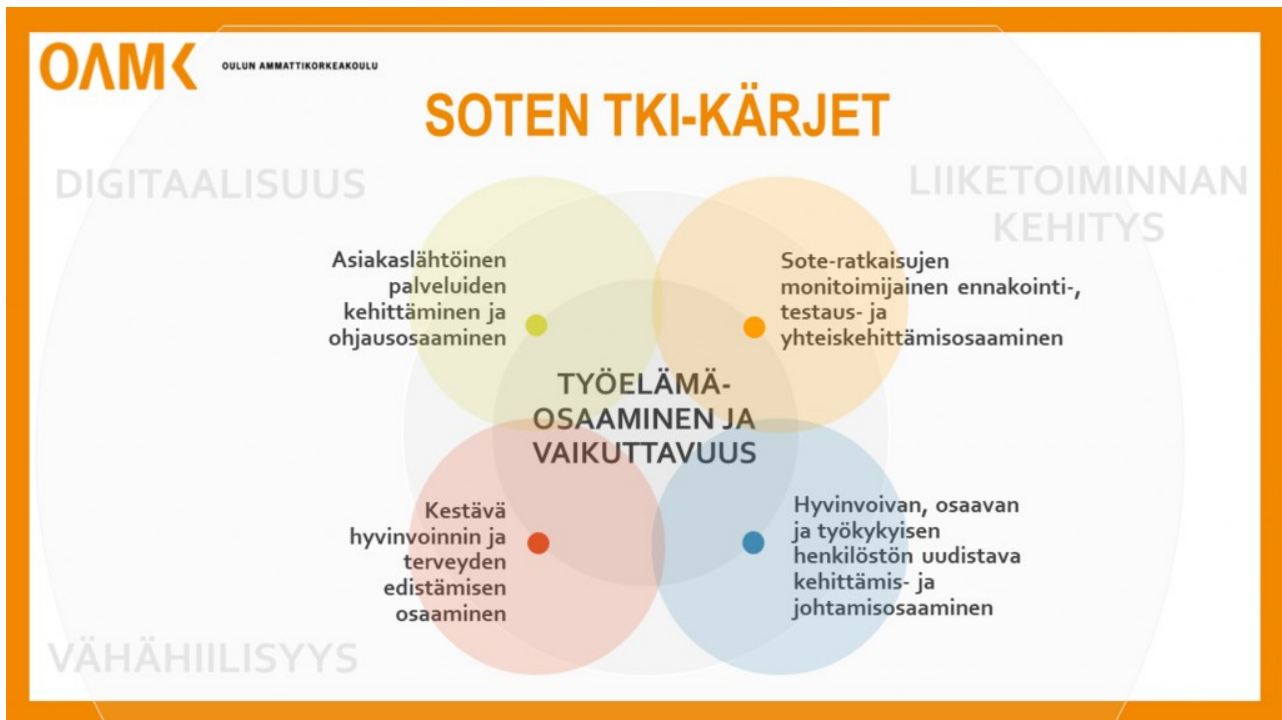 OAMK
OULUN AMMATTIKORKEAKOULU
SOTEN TKI-KÄRJET
DIGITAALISUUS
LIIKETOIMINNAN
KEHITYS
Asiakaslähtöinen
palveluiden
kehittäminen ja
ohjausosaaminen
Sote-ratkaisujen
monitoimijainen ennakointi-,
testaus- ja
yhteiskehittämisosaaminen
TYÖELÄMÄ-
OSAAMINEN JA
VAIKUTTAVUUS
Kestävä
hyvinvoinnin ja
terveyden
edistämisen
osaaminen
Hyvinvoivan, osaavan
ja työkykyisen
henkilöstön uudistava
kehittämis- ja
johtamisosaaminen
VÄHÄHIILISYYS